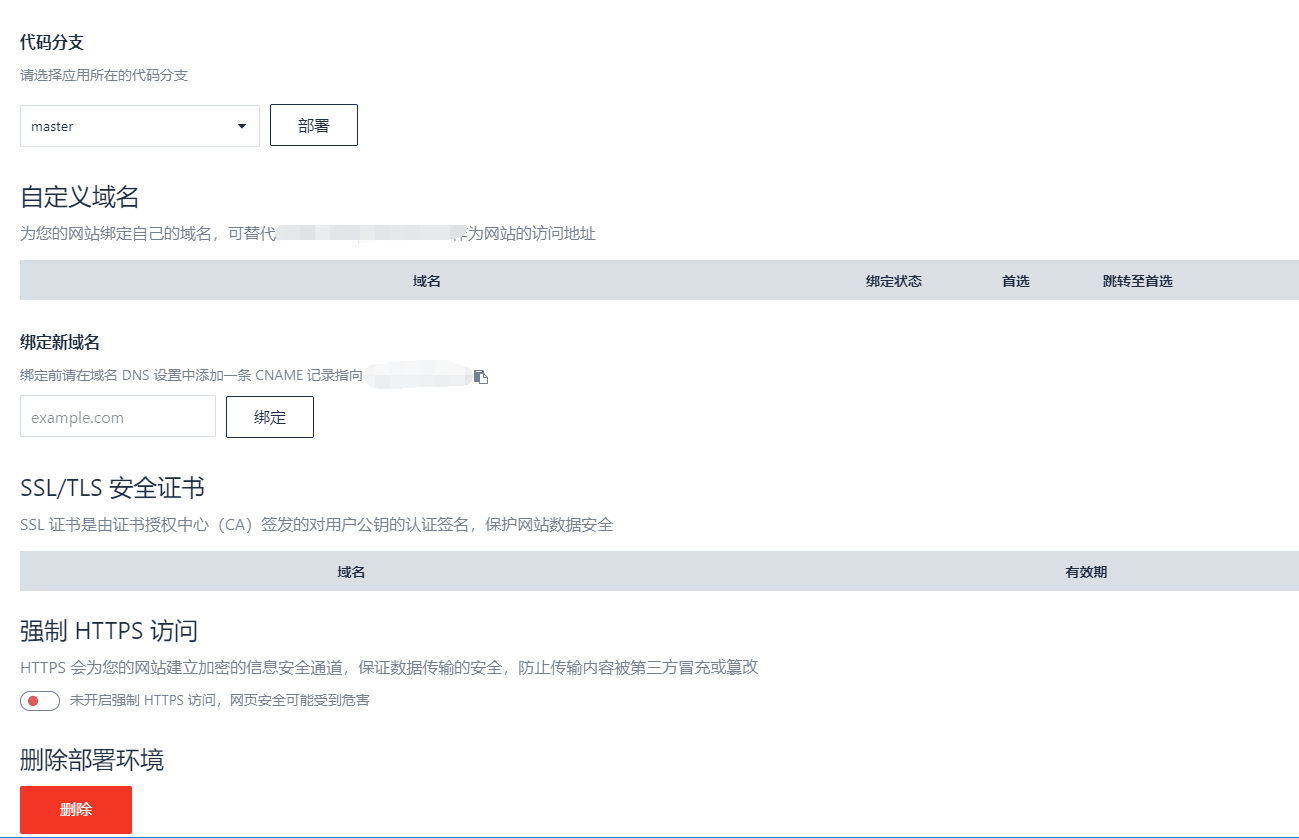 代码分支
请选择应用所在的代码分支
master 部署
自定义域名
为您的网站绑定自己的域名，可替代 作为网站的访问地址
域名 绑定状态 首选 跳转至首选
绑定新域名
绑定前请在域名 DNS 设置中添加一条 CNAME 记录指向
example.com 绑定
SSL/TLS 安全证书
SSL 证书是由证书授权中心（CA）签发的对用户公钥的认证签名，保护网站数据安全
域名 有效期
强制 HTTPS 访问
HTTPS 会为您的网站建立加密的信息安全通道，保证数据传输的安全，防止传输内容被第三方冒充或篡改
未开启强制 HTTPS 访问，网页安全可能受到危害
删除部署环境
删除